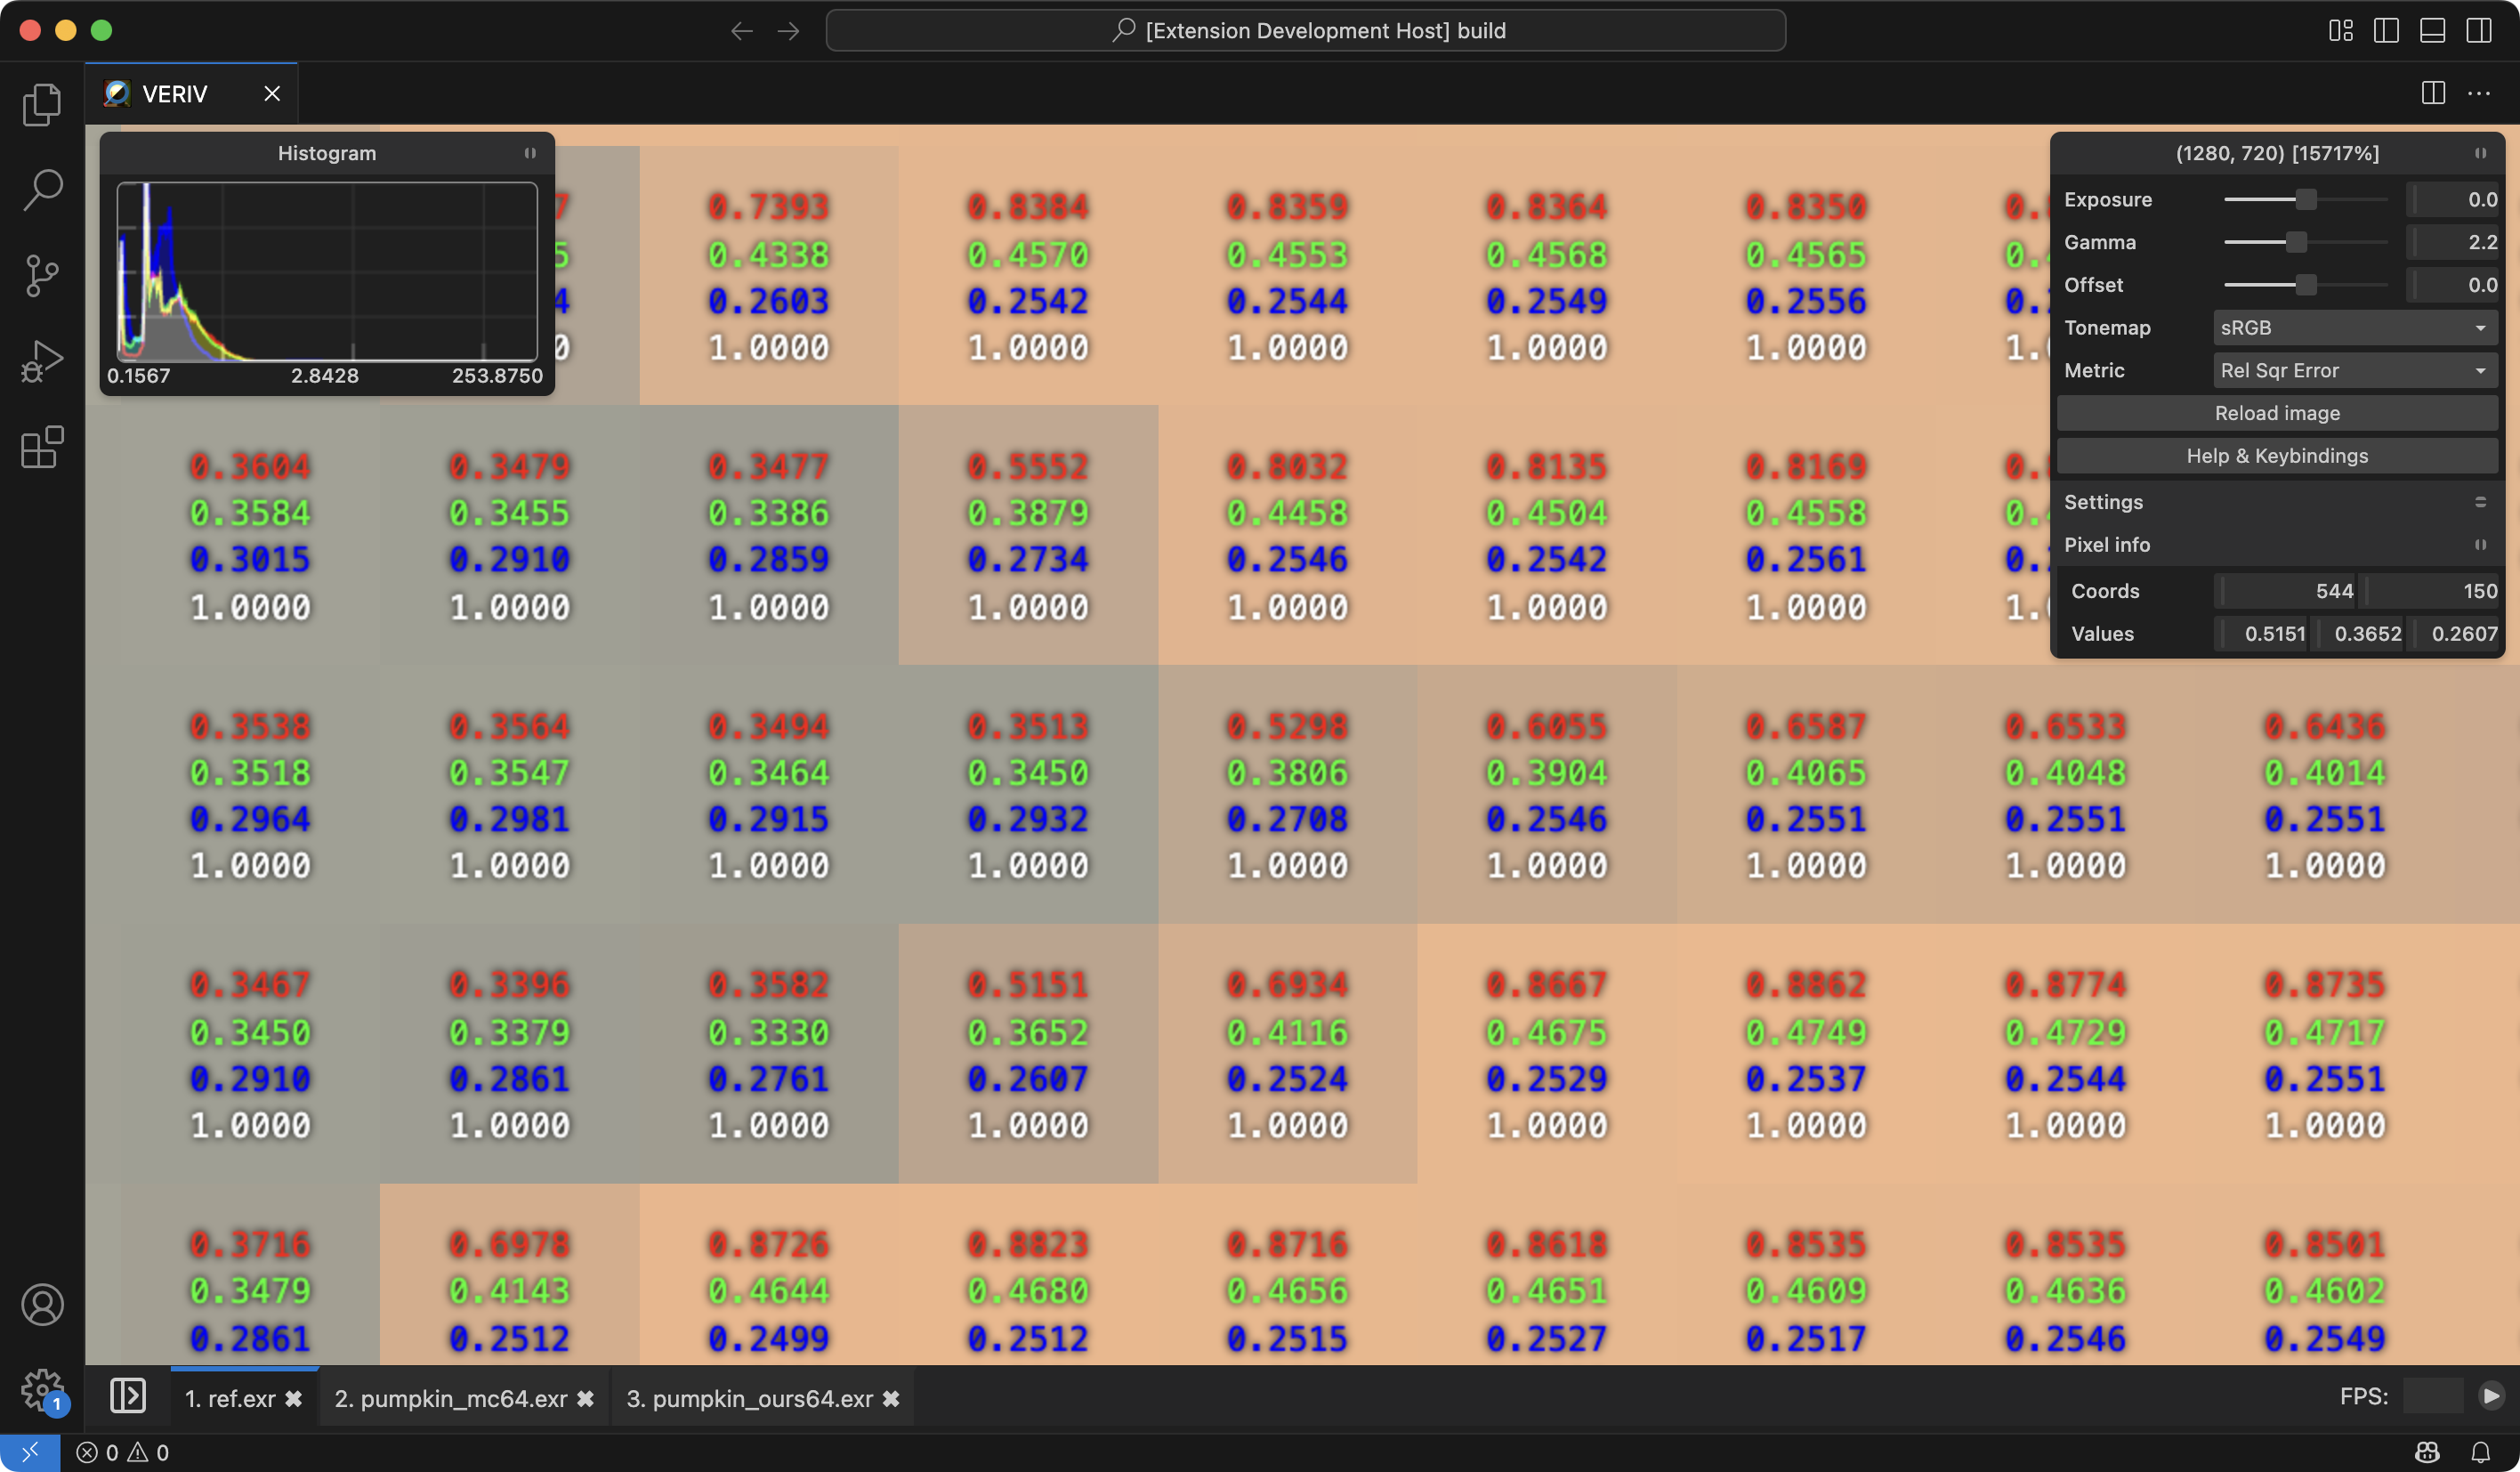 [Extension Development Host] build
VERIV
Histogram
0.1567 2.8428 253.8750
7 0.7393 0.8384 0.8359 0.8364 0.8350 0.
5 0.4338 0.4570 0.4553 0.4568 0.4565 0.
4 0.2603 0.2542 0.2544 0.2549 0.2556 0.
0 1.0000 1.0000 1.0000 1.0000 1.0000 1.
0.3604 0.3479 0.3477 0.5552 0.8032 0.8135 0.8169 0.
0.3584 0.3455 0.3386 0.3879 0.4458 0.4504 0.4558 0.
0.3015 0.2910 0.2859 0.2734 0.2546 0.2542 0.2561 0.
1.0000 1.0000 1.0000 1.0000 1.0000 1.0000 1.0000 1.
(1280, 720) [15717%]
Exposure 0.0
Gamma 2.2
Offset 0.0
Tonemap sRGB
Metric Rel Sqr Error
Reload image
Help & Keybindings
Settings
Pixel info
Coords 544 150
Values 0.5151 0.3652 0.2607
0.3538 0.3564 0.3494 0.3513 0.5298 0.6055 0.6587 0.6533 0.6436
0.3518 0.3547 0.3464 0.3450 0.3806 0.3904 0.4065 0.4048 0.4014
0.2964 0.2981 0.2915 0.2932 0.2708 0.2546 0.2551 0.2551 0.2551
1.0000 1.0000 1.0000 1.0000 1.0000 1.0000 1.0000 1.0000 1.0000
0.3467 0.3396 0.3582 0.5151 0.6934 0.8667 0.8862 0.8774 0.8735
0.3450 0.3379 0.3330 0.3652 0.4116 0.4675 0.4749 0.4729 0.4717
0.2910 0.2861 0.2761 0.2607 0.2524 0.2529 0.2537 0.2544 0.2551
1.0000 1.0000 1.0000 1.0000 1.0000 1.0000 1.0000 1.0000 1.0000
0.3716 0.6978 0.8726 0.8823 0.8716 0.8618 0.8535 0.8535 0.8501
0.3479 0.4143 0.4644 0.4680 0.4656 0.4651 0.4609 0.4636 0.4602
0.2861 0.2512 0.2499 0.2512 0.2515 0.2527 0.2517 0.2546 0.2549
1. ref.exr 2. pumpkin_mc64.exr 3. pumpkin_ours64.exr FPS:
1
0 0